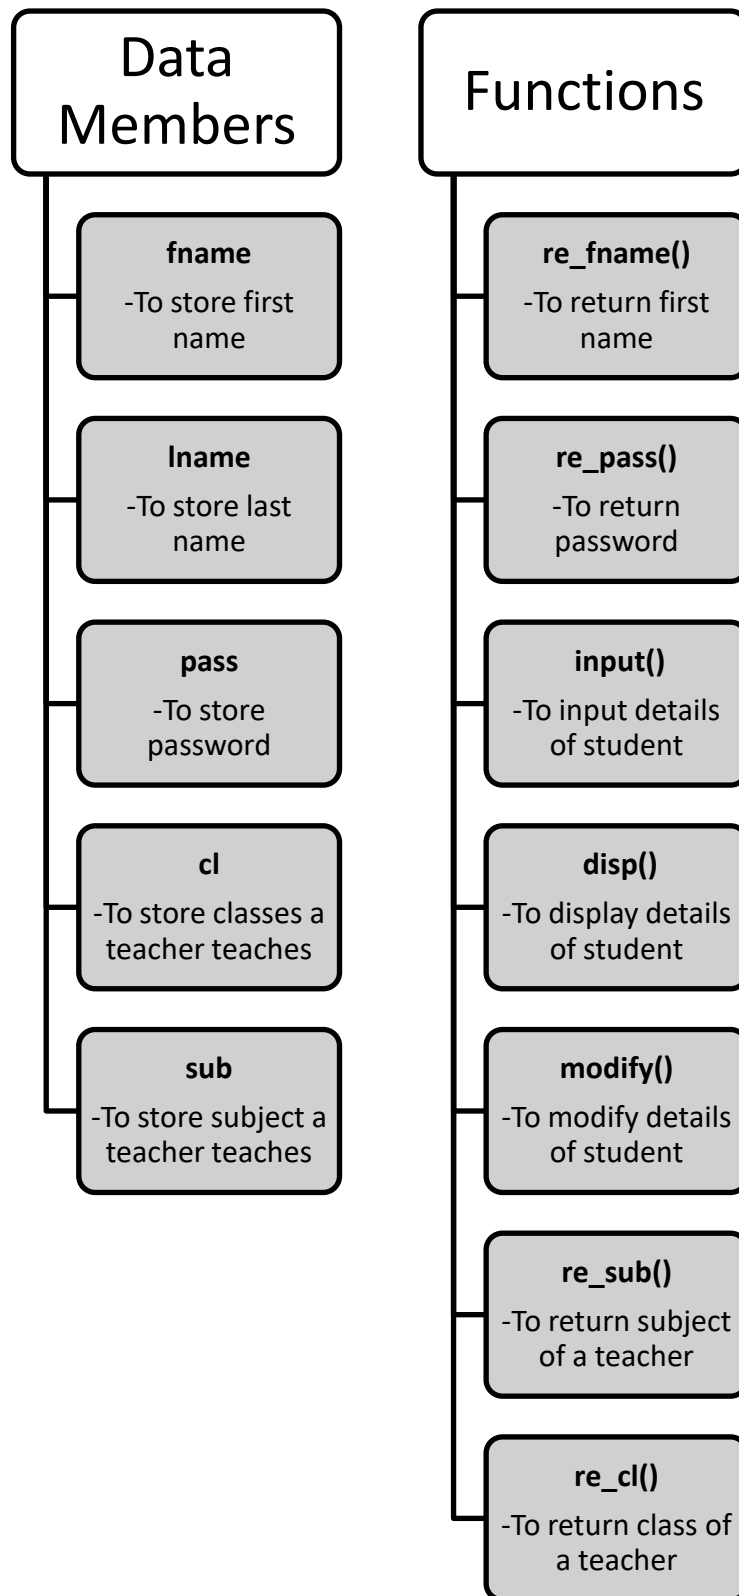 Data
Members
fname
-To store first
name
lname
-To store last
name
pass
-To store
password
cl
-To store classes a
teacher teaches
sub
-To store subject a
teacher teaches
Functions
re_fname()
-To return first
name
re_pass()
-To return
password
input()
-To input details
of student
disp()
-To display details
of student
modify()
-To modify details
of student
re_sub()
-To return subject
of a teacher
re_cl()
-To return class of
a teacher